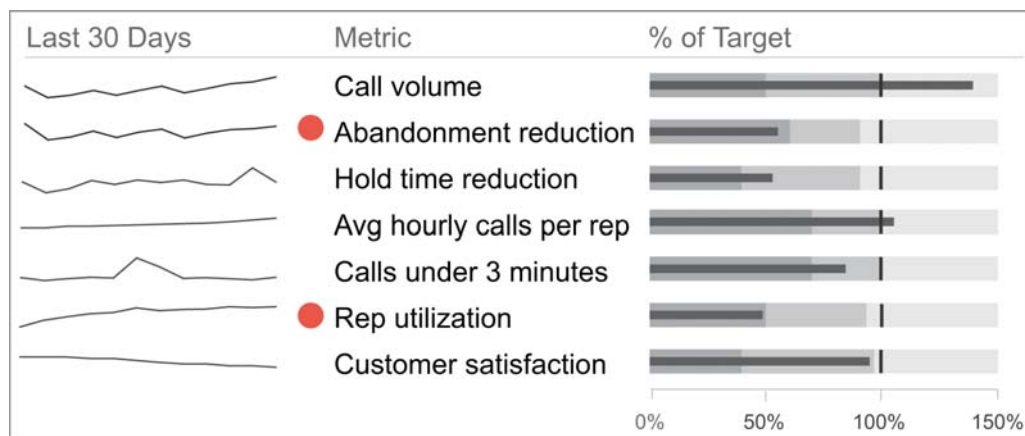 Last 30 Days Metric % of Target
Call volume
Abandonment reduction
Hold time reduction
Avg hourly calls per rep
Calls under 3 minutes
Rep utilization
Customer satisfaction
0% 50% 100% 150%